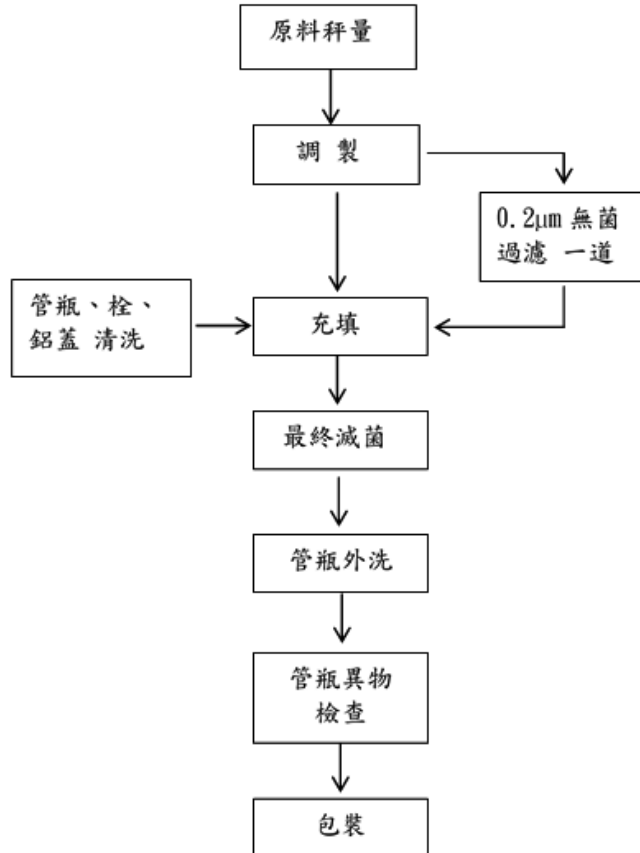 原料秤量
調 製
0.2μm 無菌
過濾 一道
管瓶、栓、
鋁蓋 清洗
充填
最終滅菌
管瓶外洗
管瓶異物
檢查
包裝